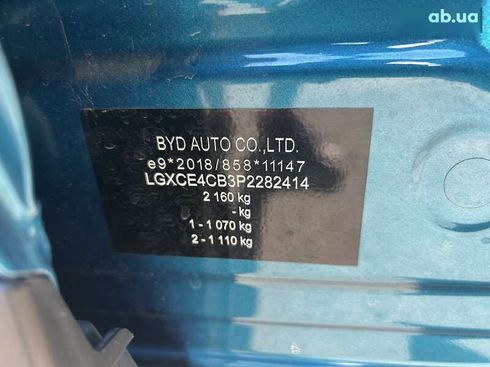 ab.ua
BYD AUTO CO.,LTD.
e9*2018/858*11147
LGXCE4CB3P2282414
2 160 kg
- kg
1 - 1 070 kg
2 - 1 110 kg